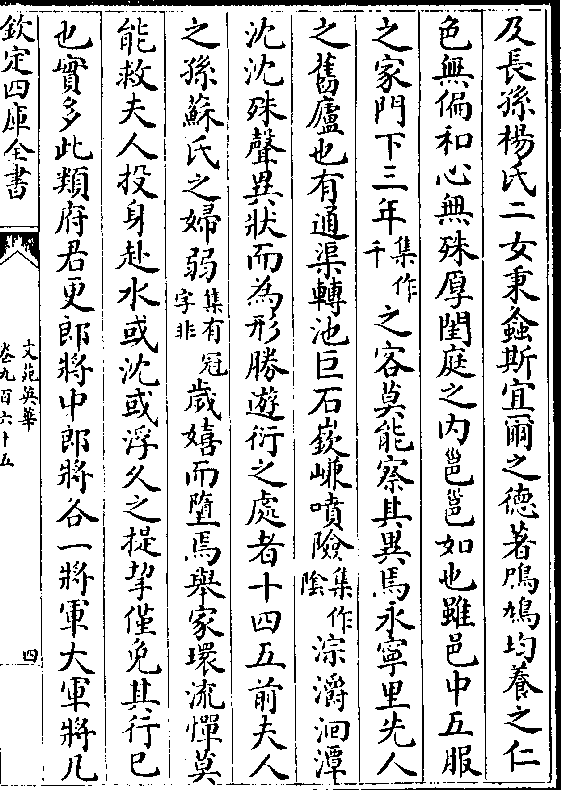 及長孫楊氏二女秉螽斯宜爾之德著鳲鳩均養之仁
色無偏和心無殊厚閨庭之内邕邕如也雖邑中五服
之家門下三年集作千之客莫能察其異焉永寧里先人
之舊廬也有通渠轉池巨石嶔㠗噴險集作陰淙灂洄潭
沈沈殊聲異狀而為形勝遊衍之處者十四五前夫人
之孫蘇氏之婦弱集有冠字非歲嬉而墮焉舉家環流憚莫
能救夫人投身赴水或沈或浮久之提挈僅免其行已
也實多此類府君更郎將中郎將各一將軍大軍將凡
欽定四庫全書
文苑英華
卷九百六十五
四